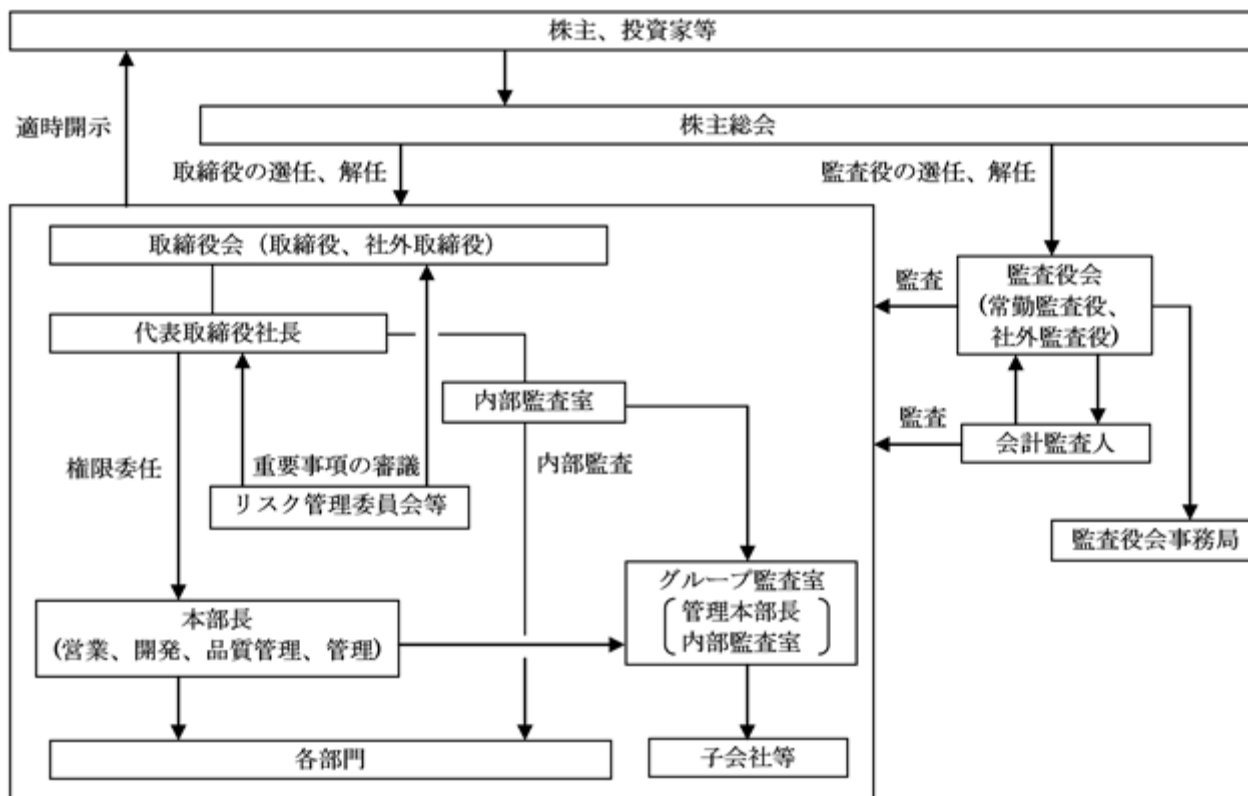 株主、投資家等
適時開示
株主総会
取締役の選任、解任
監査役の選任、解任
取締役会（取締役、社外取締役）
監査
監査役会
(常勤監査役、
社外監査役)
代表取締役社長
内部監査室
監査
会計監査人
権限委任
重要事項の審議
内部監査
リスク管理委員会等
監査役会事務局
グループ監査室
管理本部長
内部監査室
本部長
(営業、開発、品質管理、管理)
各部門
子会社等